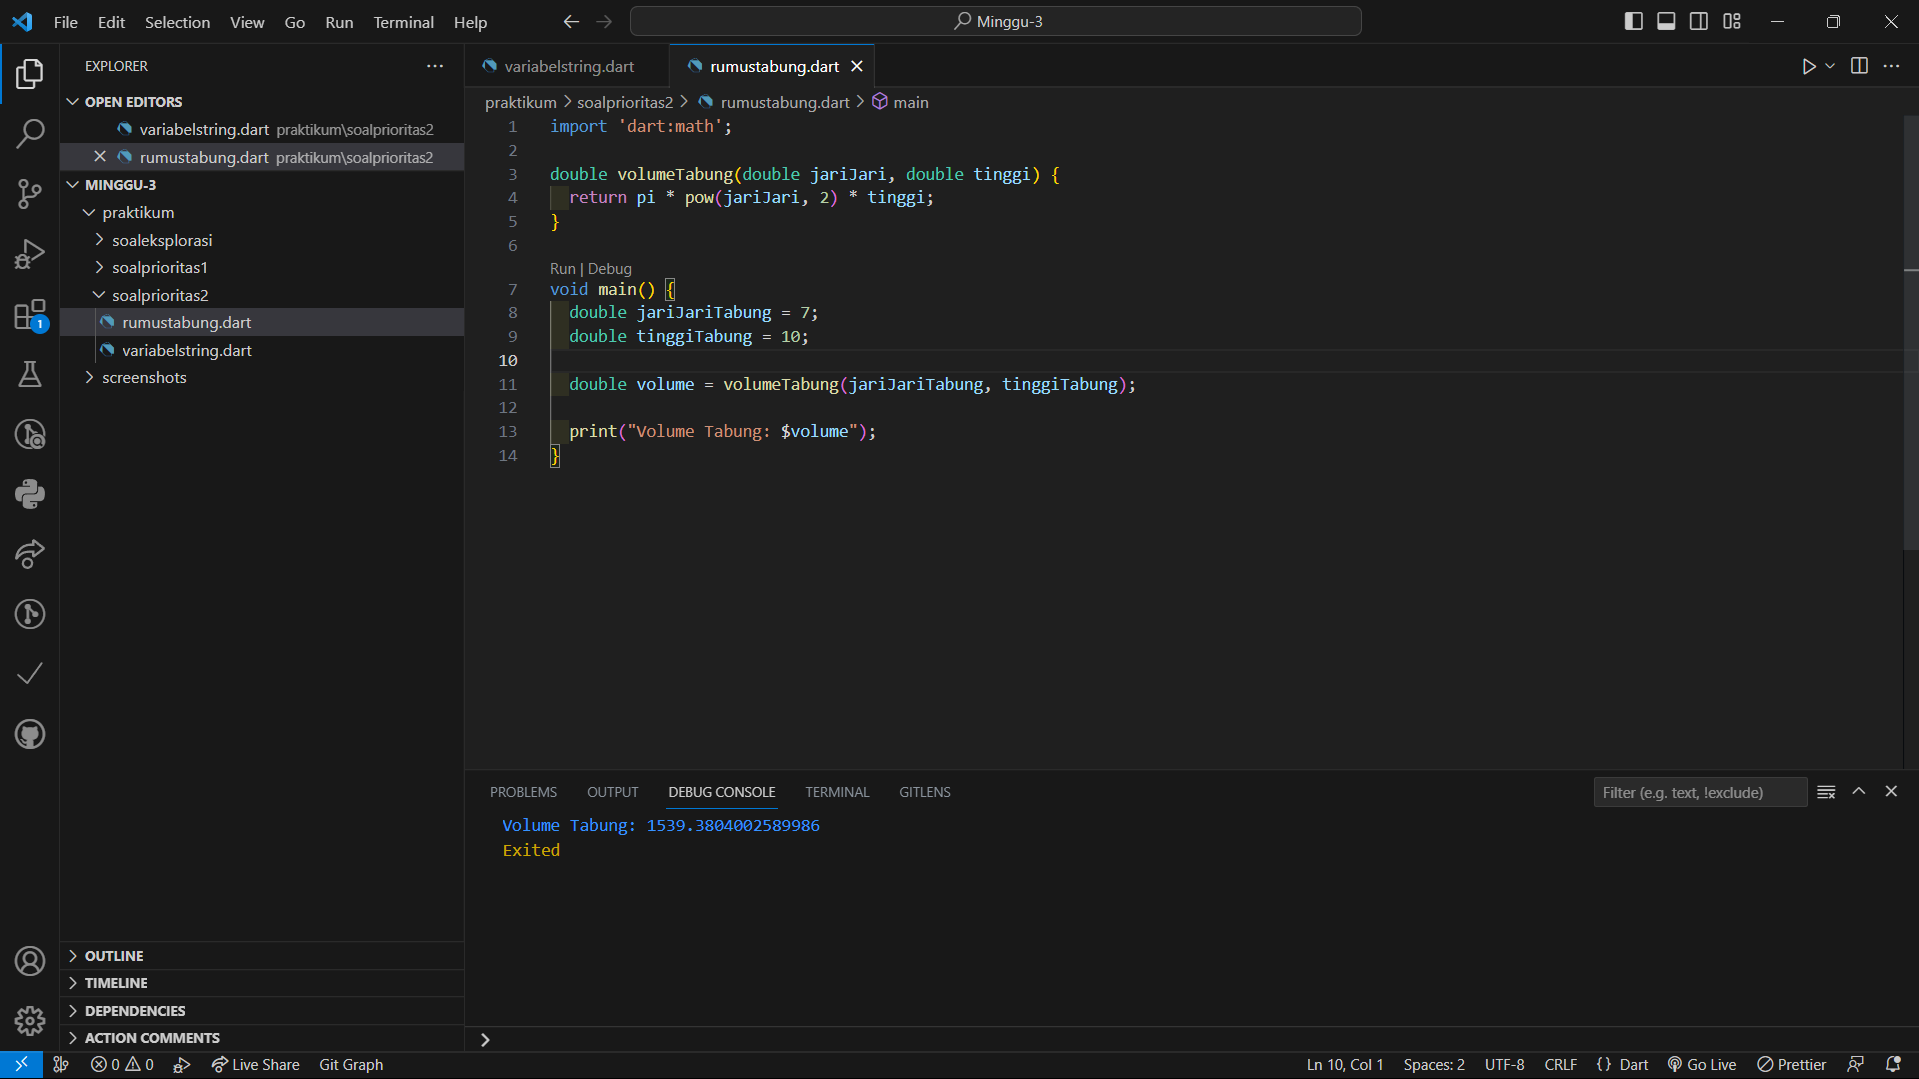 File Edit Selection View Go Run Terminal Help
Minggu-3
EXPLORER
OPEN EDITORS
variabelstring.dart praktikum\soalprioritas2
rumustabung.dart praktikum\soalprioritas2
MINGGU-3
praktikum
soaleksplorasi
soalprioritas1
soalprioritas2
rumustabung.dart
variabelstring.dart
screenshots
1
OUTLINE
TIMELINE
DEPENDENCIES
ACTION COMMENTS
variabelstring.dart rumustabung.dart
praktikum > soalprioritas2 > rumustabung.dart > main
1 import 'dart:math';
2
3 double volumeTabung(double jariJari, double tinggi) {
4 return pi * pow(jariJari, 2) * tinggi;
5 }
6
Run | Debug
7 void main() {
8 double jariJariTabung = 7;
9 double tinggiTabung = 10;
10
11 double volume = volumeTabung(jariJariTabung, tinggiTabung);
12
13 print("Volume Tabung: $volume");
14 }
PROBLEMS OUTPUT DEBUG CONSOLE TERMINAL GITLENS
Filter (e.g. text, !exclude)
Volume Tabung: 1539.3804002589986
Exited
0 0 Live Share Git Graph
Ln 10, Col 1 Spaces: 2 UTF-8 CRLF {} Dart Go Live Prettier